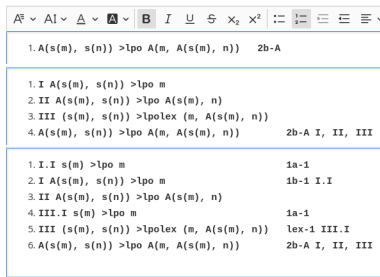 1. A(s(m), s(n)) >lpo A(m, A(s(m), n)) 2b-A
1. I A(s(m), s(n)) >lpo m
2. II A(s(m), s(n)) >lpo A(s(m), n)
3. III (s(m), s(n)) >lpolex (m, A(s(m), n))
4. A(s(m), s(n)) >lpo A(m, A(s(m), n)) 2b-A I, II, III
1. I.I s(m) >lpo m 1a-1
2. I A(s(m), s(n)) >lpo m 1b-1 I.I
3. II A(s(m), s(n)) >lpo A(s(m), n)
4. III.I s(m) >lpo m 1a-1
5. III (s(m), s(n)) >lpolex (m, A(s(m), n)) lex-1 III.I
6. A(s(m), s(n)) >lpo A(m, A(s(m), n)) 2b-A I, II, III